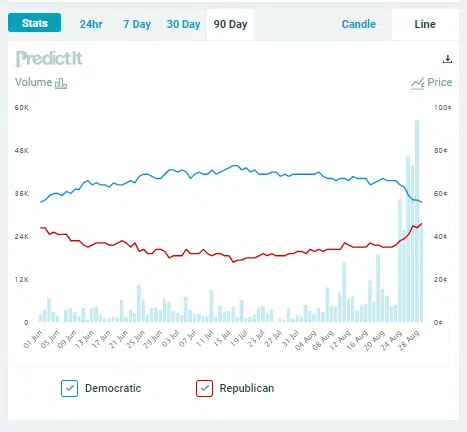 Stats 24hr 7 Day 30 Day 90 Day Candle Line
PredictIt
Volume Price
60K 100¢
48K 80¢
36K 60¢
24K 40¢
12K 20¢
0 0¢
01 Jun 05 Jun 09 Jun 13 Jun 17 Jun 21 Jun 25 Jun 29 Jun 03 Jul 07 Jul 11 Jul 15 Jul 19 Jul 23 Jul 27 Jul 31 Jul 04 Aug 08 Aug 12 Aug 16 Aug 20 Aug 24 Aug 28 Aug
Democratic Republican